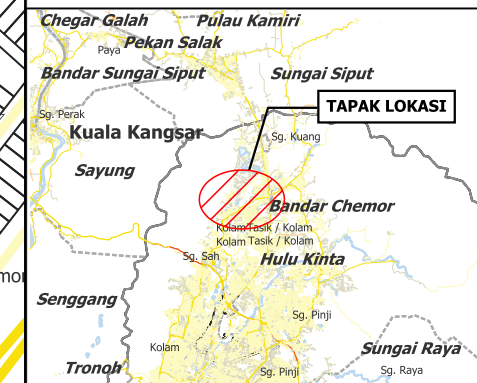 Chegar Galah
Pulau Kamiri
Paya
Pekan Salak
Bandar Sungai Siput
Sungai Siput
TAPAK LOKASI
Sg. Perak
Kuala Kangsar
Sg. Kuang
Sayung
Bandar Chemor
Kolam Tasik / Kolam
Kolam Tasik / Kolam
Sg. Sah
Hulu Kinta
Senggang
Sg. Pinji
Kolam
Sungai Raya
Tronoh
Sg. Pinji
Sg. Raya